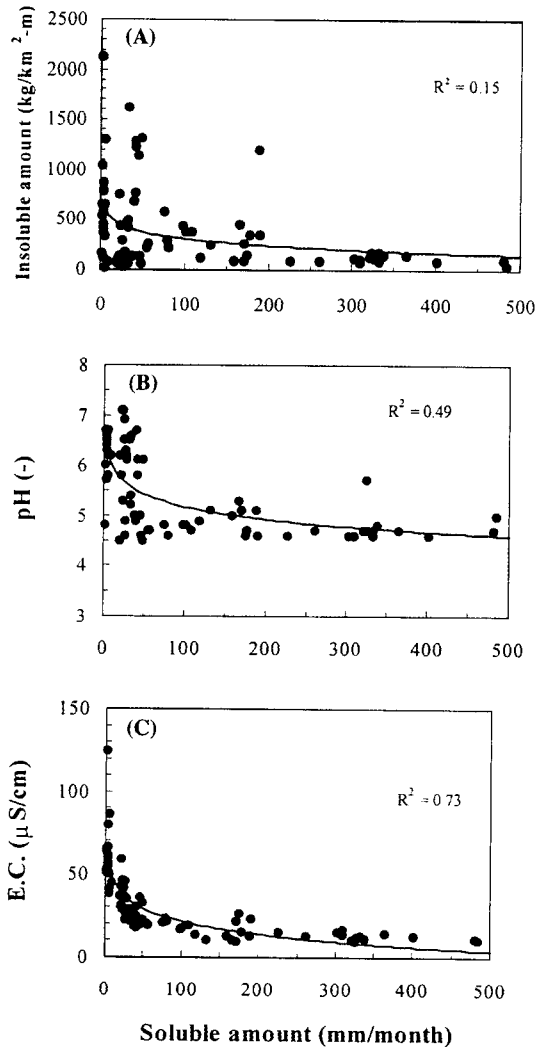 (A)
2500
2000
1500
1000
500
0
Insoluble amount (kg/km²-m)
R² = 0.15
0 100 200 300 400 500
(B)
8
7
6
5
4
3
pH (-)
R² = 0.49
0 100 200 300 400 500
(C)
150
100
50
0
E.C. (μ S/cm)
R² = 0.73
0 100 200 300 400 500
Soluble amount (mm/month)